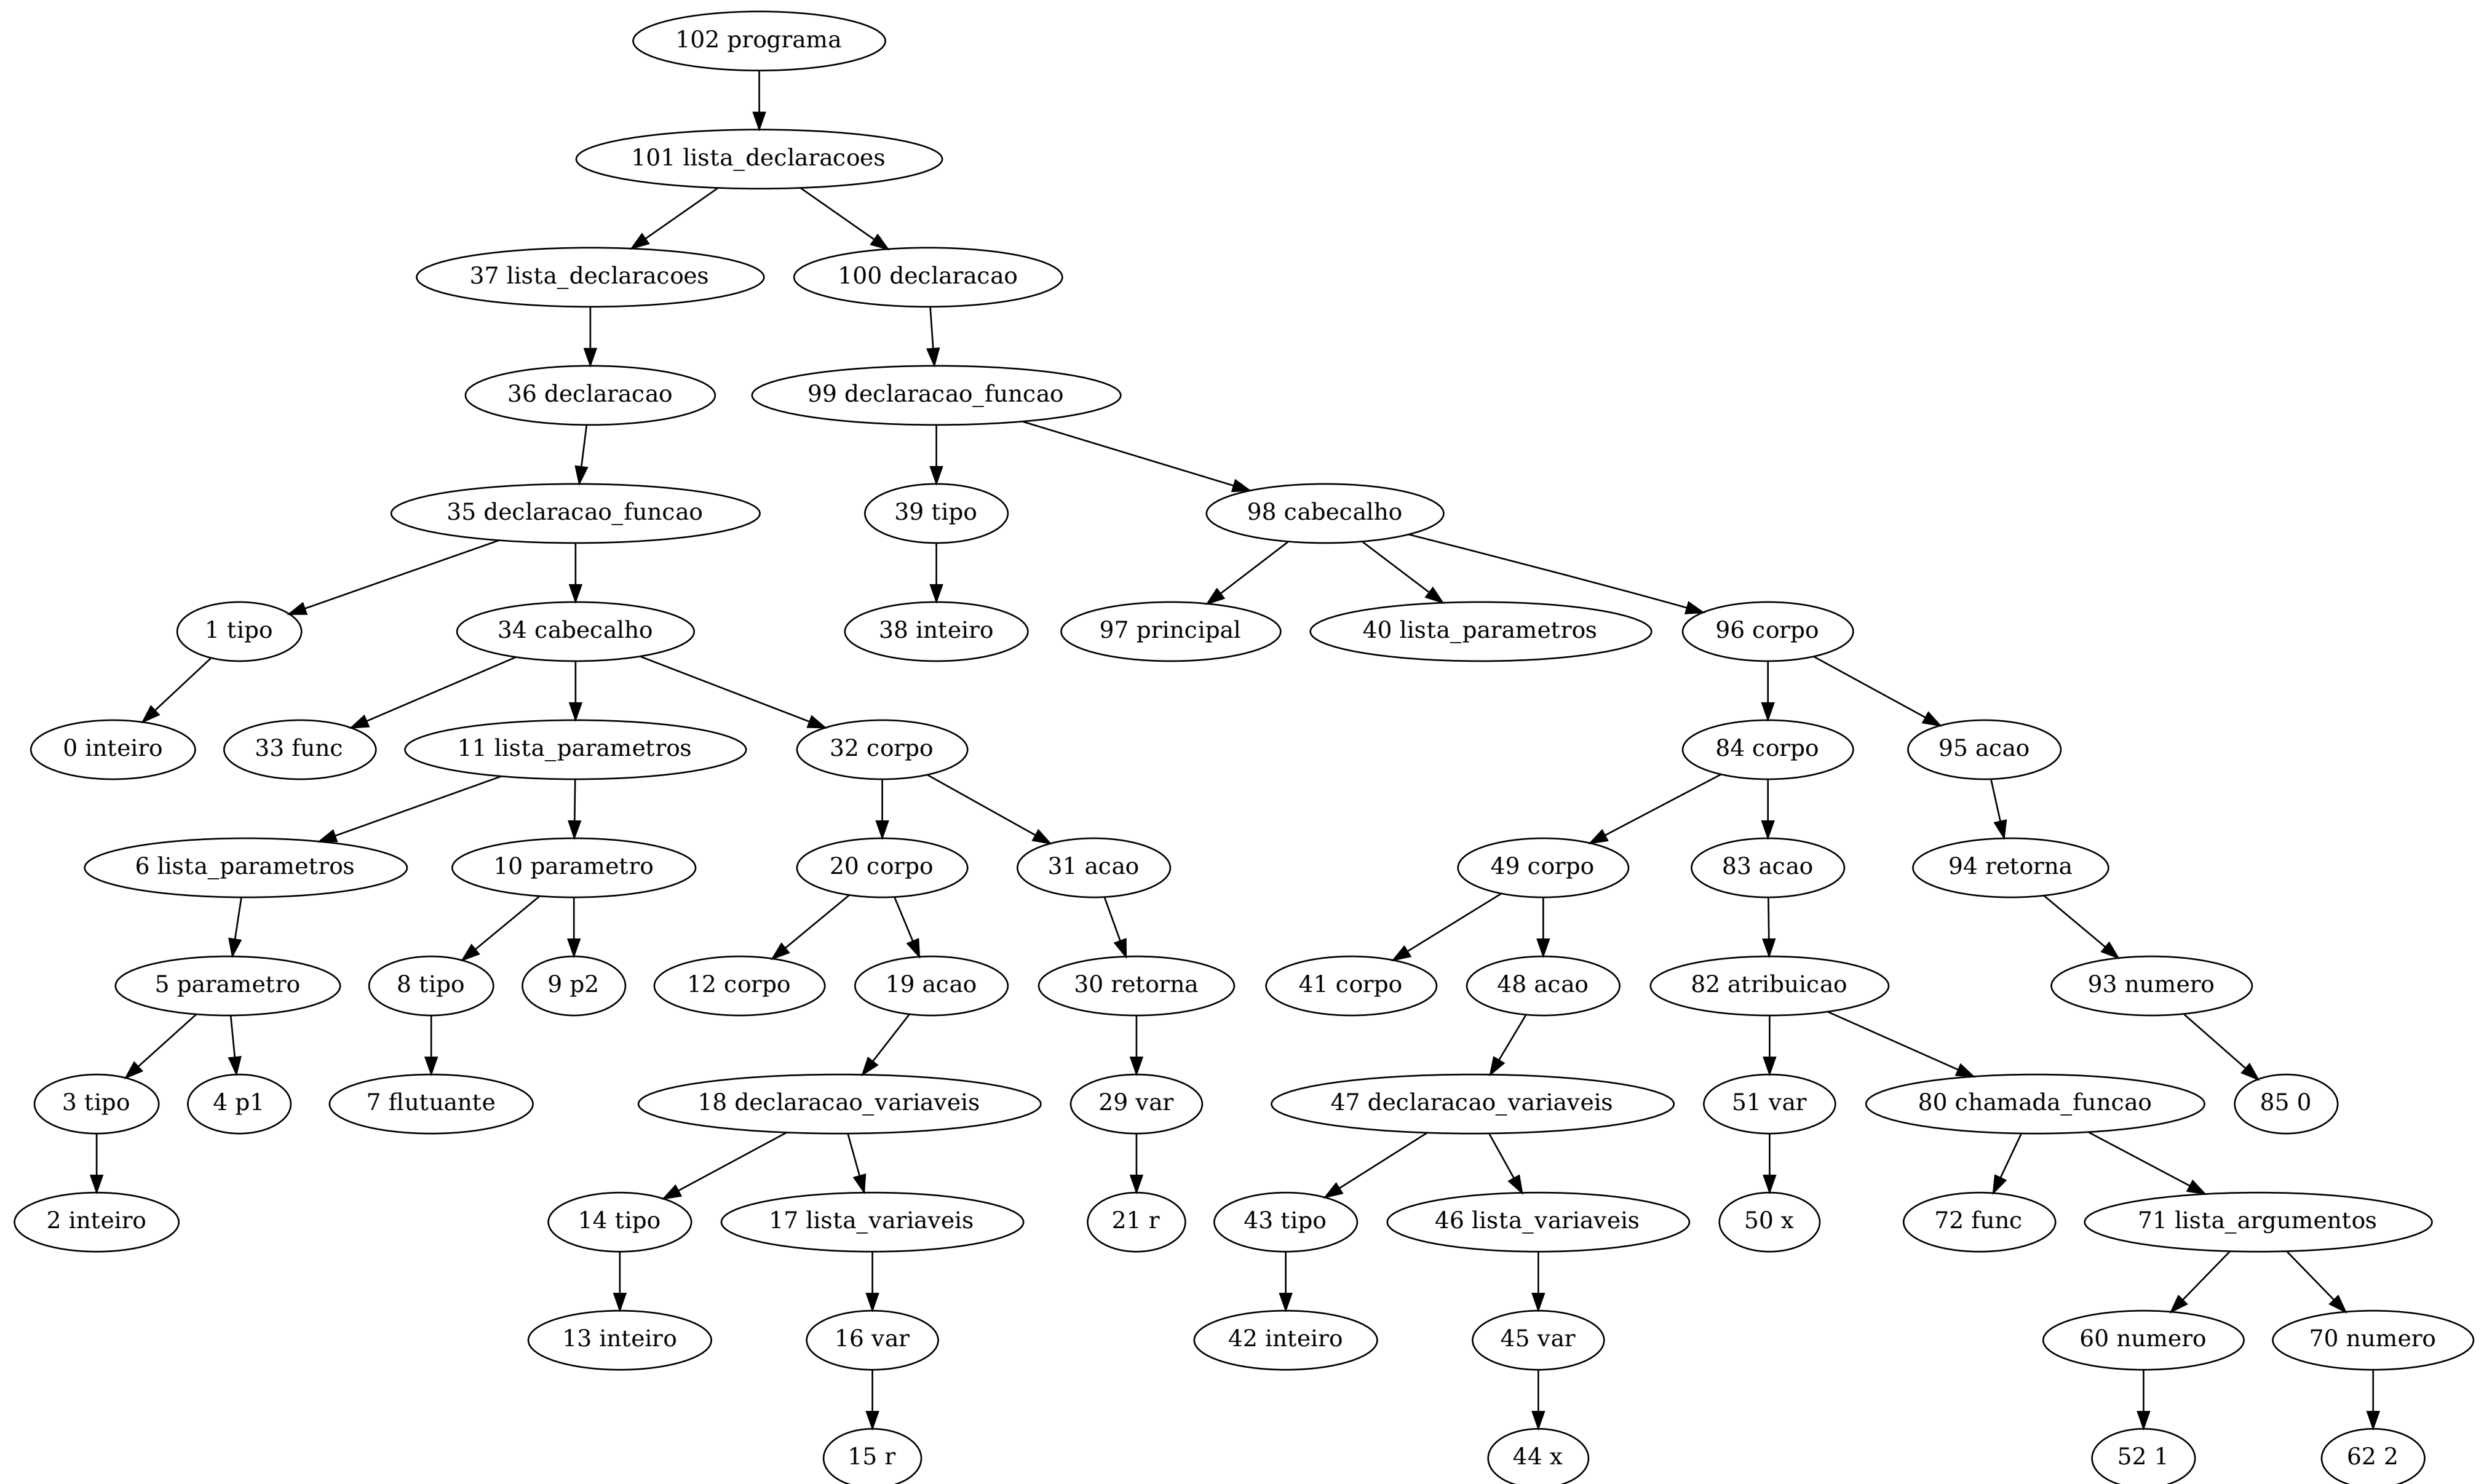 102 programa
101 lista_declaracoes
37 lista_declaracoes
100 declaracao
36 declaracao
99 declaracao_funcao
35 declaracao_funcao
39 tipo
98 cabecalho
1 tipo
34 cabecalho
38 inteiro
97 principal
40 lista_parametros
96 corpo
0 inteiro
33 func
11 lista_parametros
32 corpo
84 corpo
95 acao
6 lista_parametros
10 parametro
20 corpo
31 acao
49 corpo
83 acao
94 retorna
5 parametro
8 tipo
9 p2
12 corpo
19 acao
30 retorna
41 corpo
48 acao
82 atribuicao
93 numero
3 tipo
4 p1
7 flutuante
18 declaracao_variaveis
29 var
47 declaracao_variaveis
51 var
80 chamada_funcao
85 0
2 inteiro
14 tipo
17 lista_variaveis
21 r
43 tipo
46 lista_variaveis
50 x
72 func
71 lista_argumentos
13 inteiro
16 var
42 inteiro
45 var
60 numero
70 numero
15 r
44 x
52 1
62 2